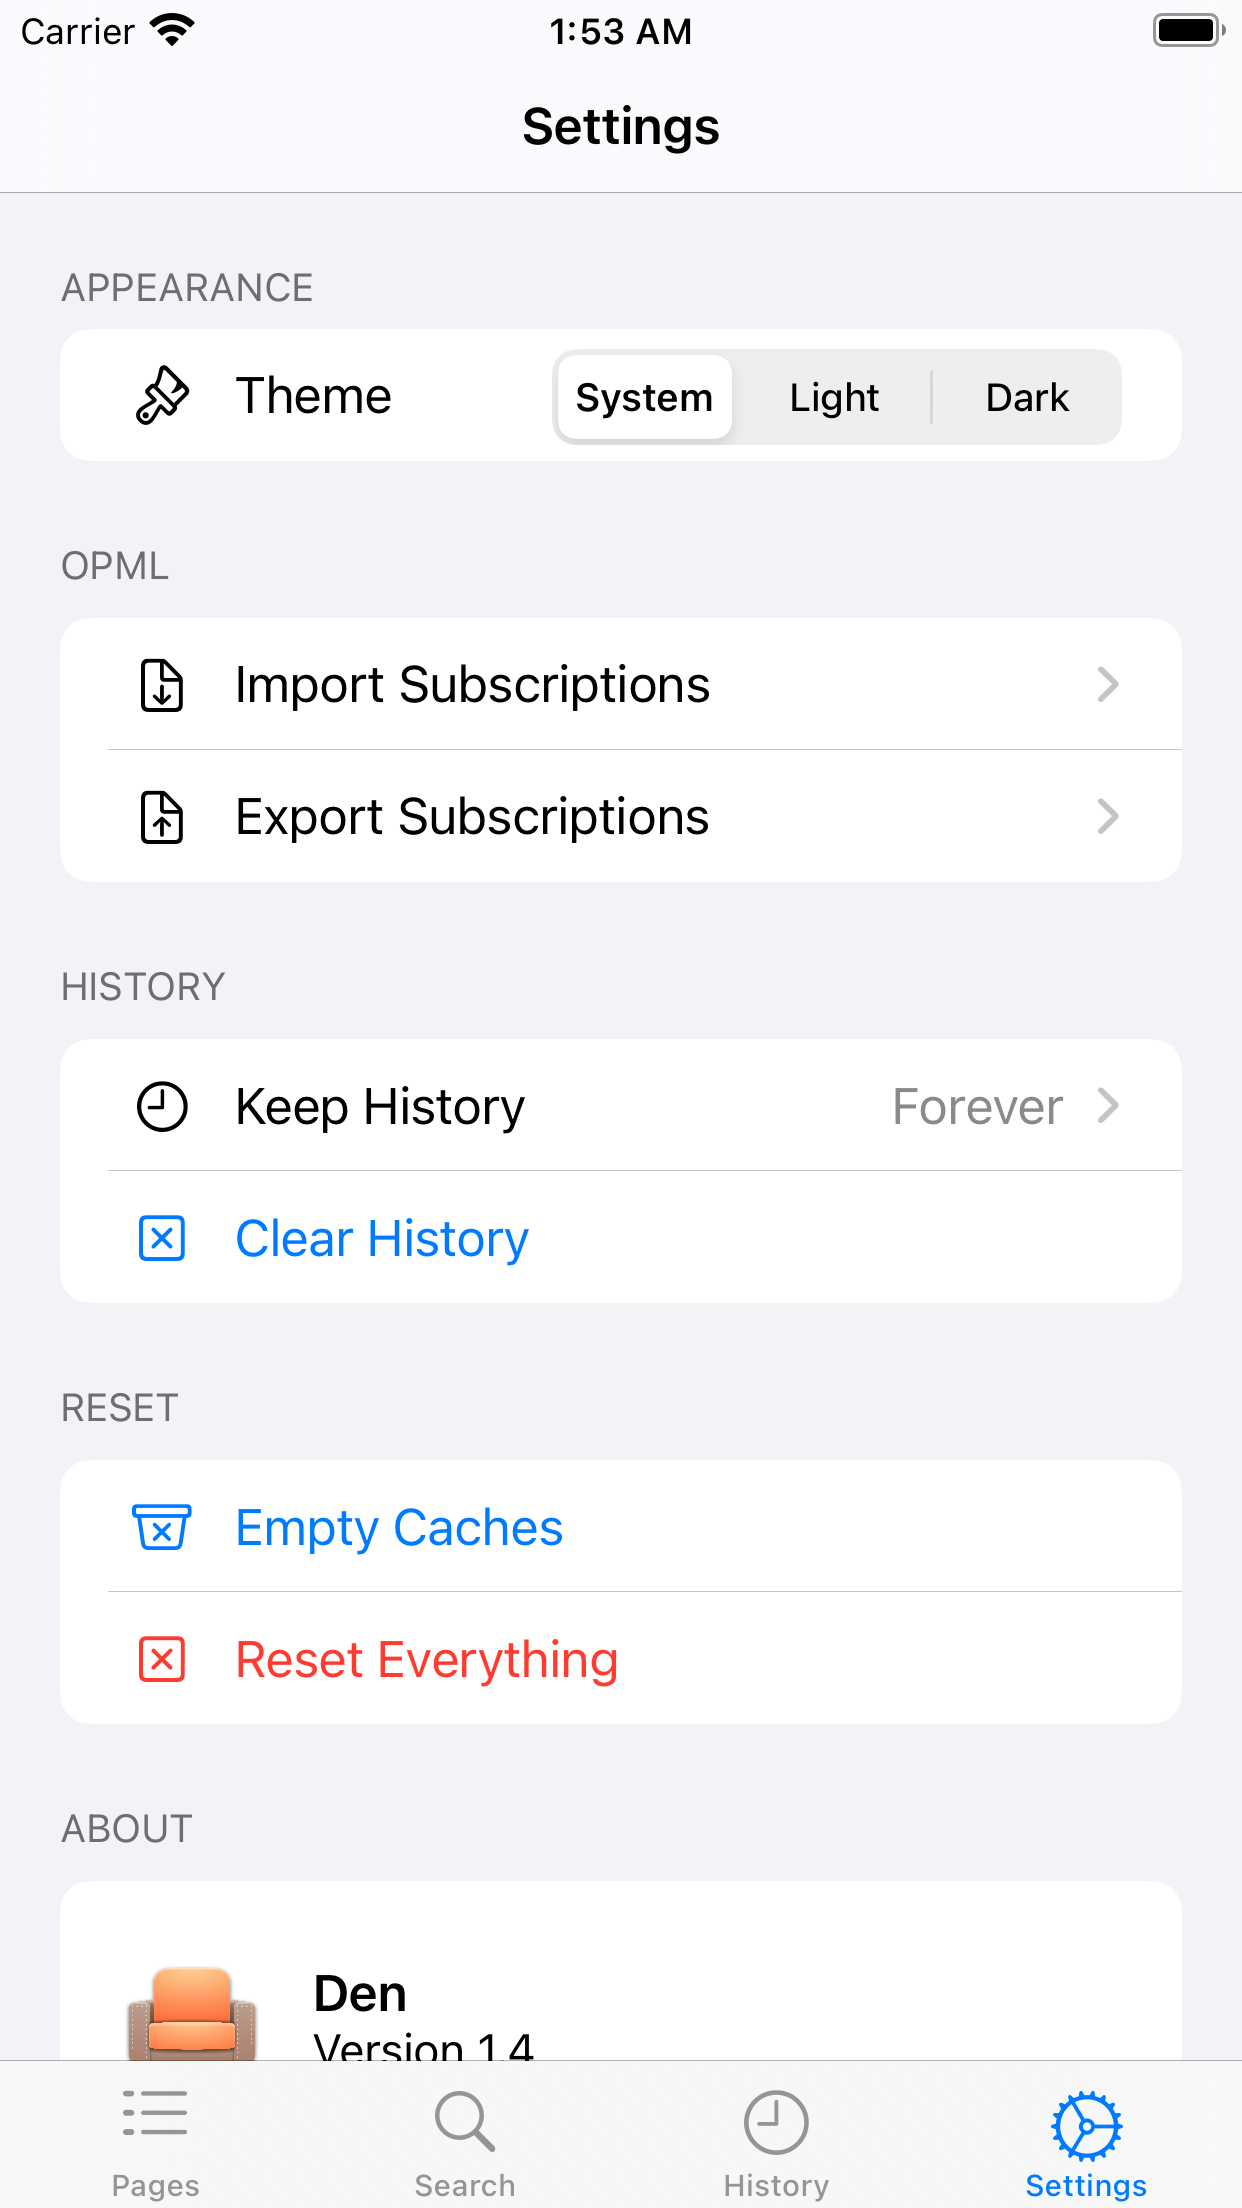 Carrier 1:53 AM
Settings
APPEARANCE
Theme System Light Dark
OPML
Import Subscriptions
Export Subscriptions
HISTORY
Keep History Forever
Clear History
RESET
Empty Caches
Reset Everything
ABOUT
Den
Version 1.4
Pages Search History Settings